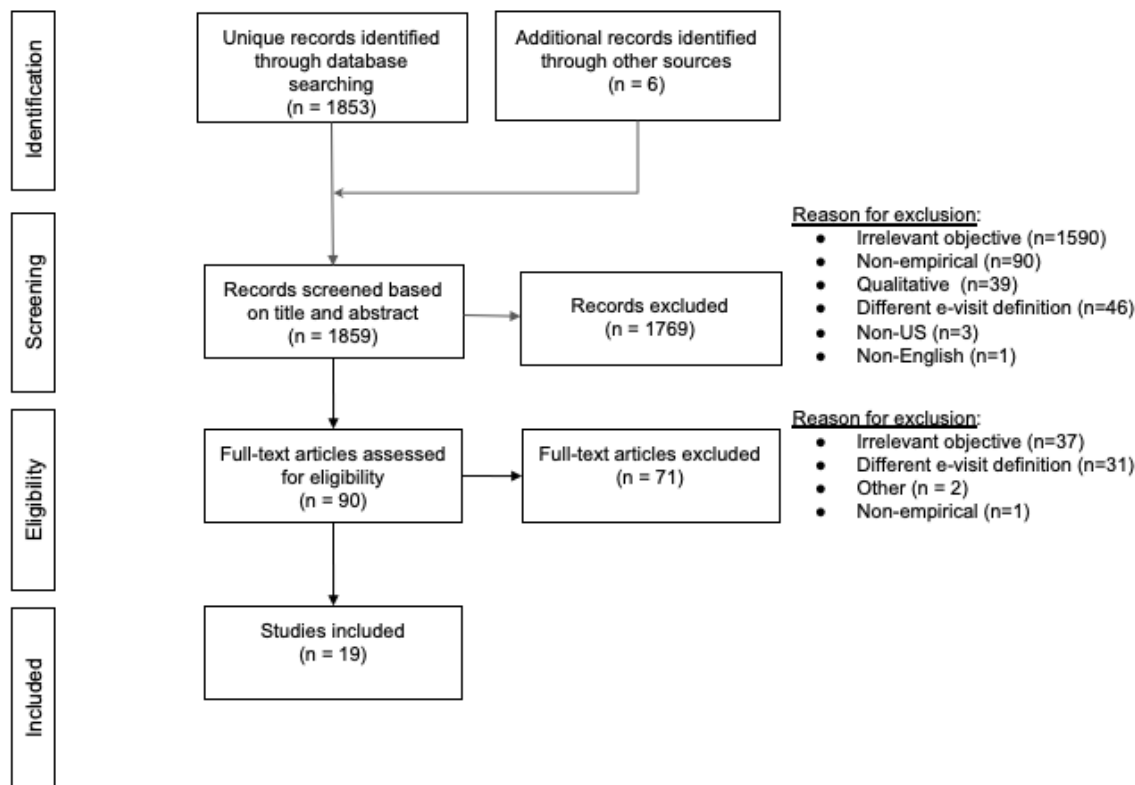 Identification
Unique records identified
through database
searching
(n = 1853)
Additional records identified
through other sources
(n = 6)
Screening
Records screened based
on title and abstract
(n = 1859)
Records excluded
(n = 1769)
Reason for exclusion:
● Irrelevant objective (n=1590)
● Non-empirical (n=90)
● Qualitative (n=39)
● Different e-visit definition (n=46)
● Non-US (n=3)
● Non-English (n=1)
Eligibility
Full-text articles assessed
for eligibility
(n = 90)
Full-text articles excluded
(n = 71)
Reason for exclusion:
● Irrelevant objective (n=37)
● Different e-visit definition (n=31)
● Other (n = 2)
● Non-empirical (n=1)
Included
Studies included
(n = 19)